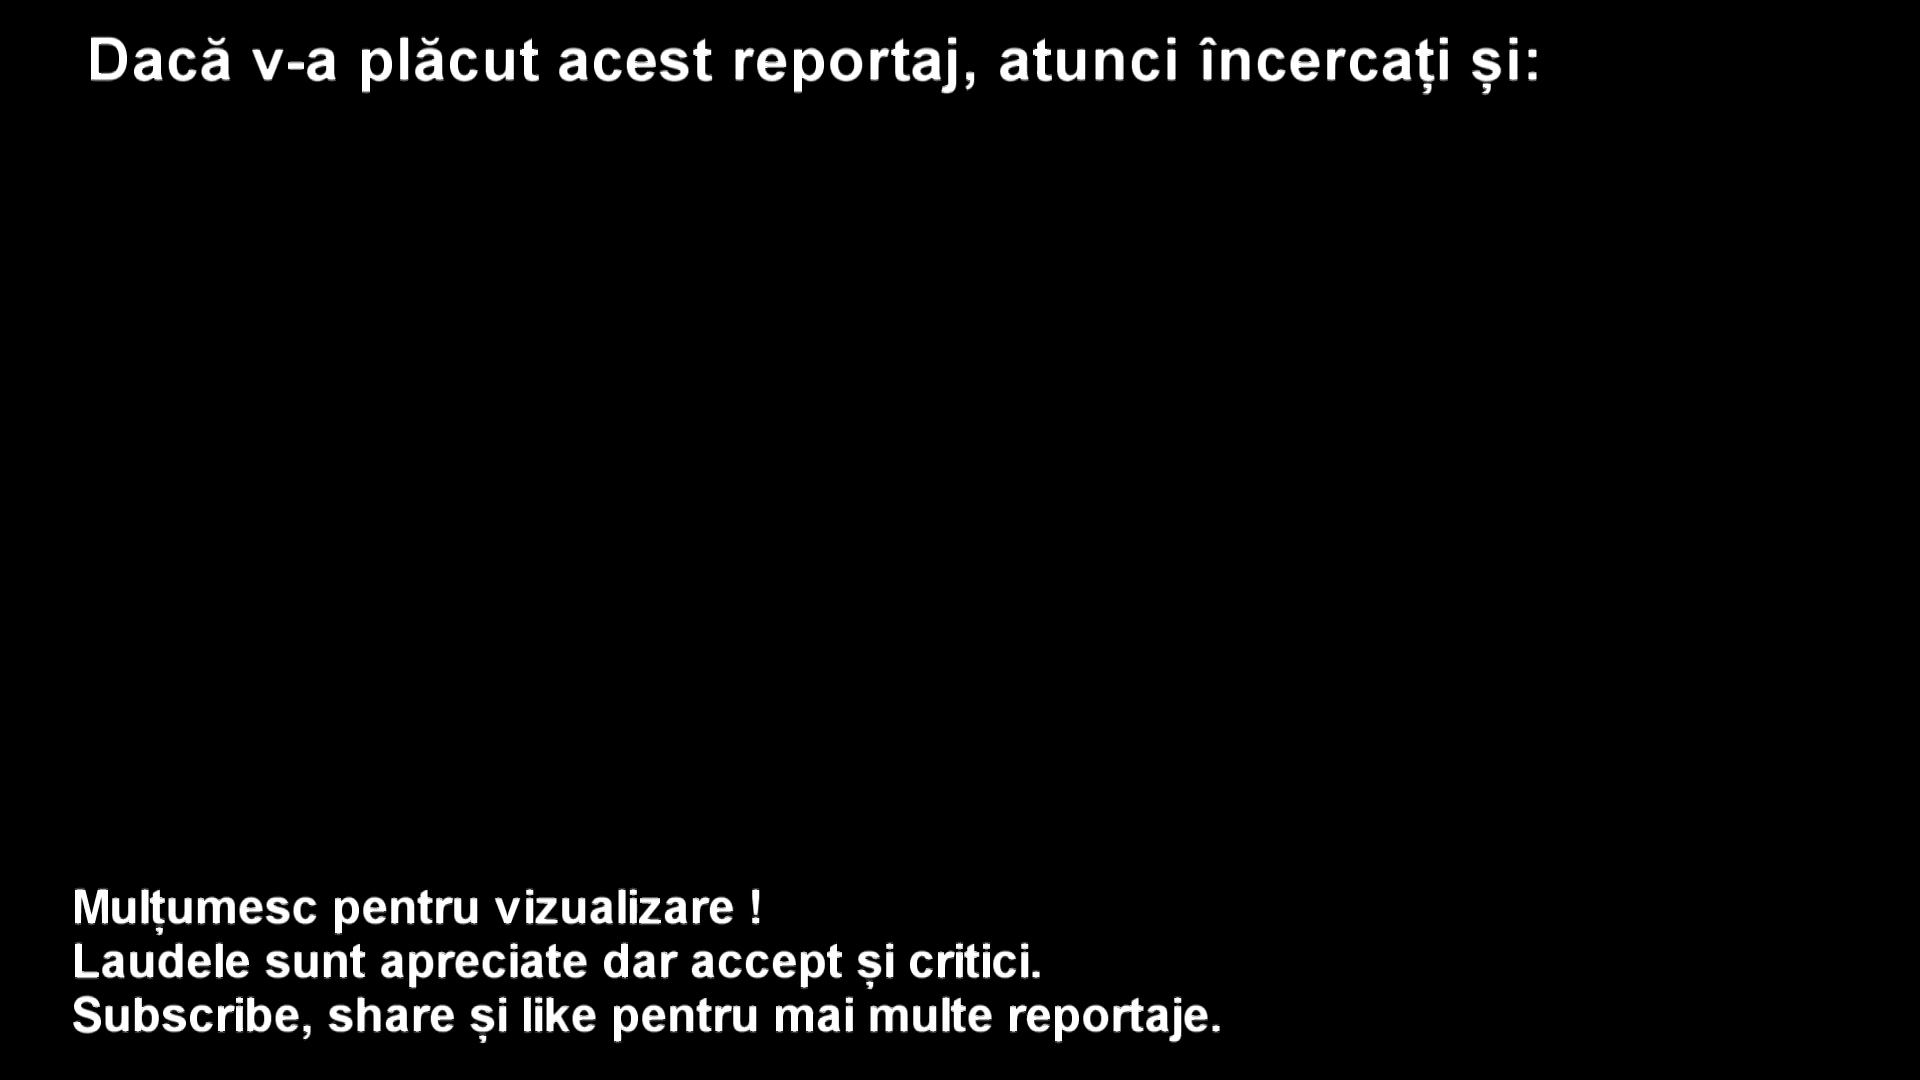 Dacă v-a plăcut acest reportaj, atunci încercați și:
Mulțumesc pentru vizualizare !
Laudele sunt apreciate dar accept și critici.
Subscribe, share și like pentru mai multe reportaje.